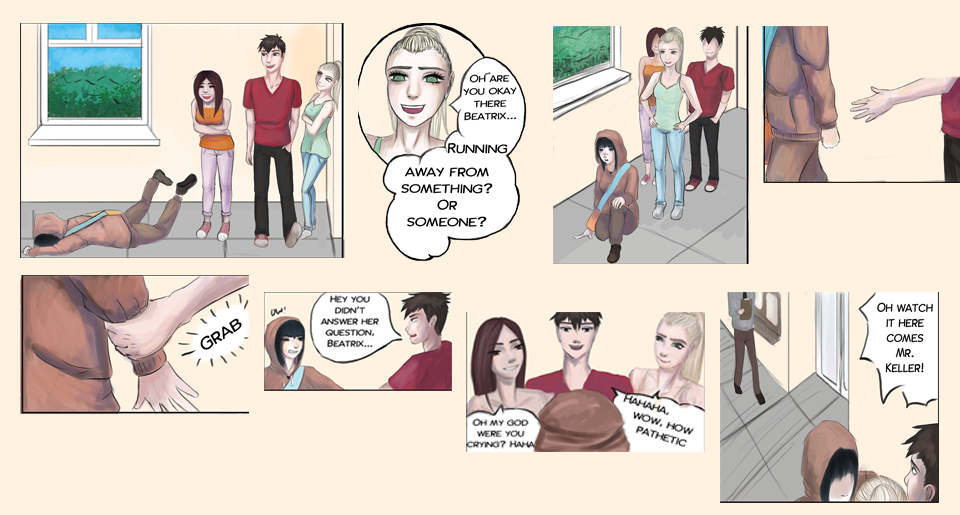 OH ARE
YOU OKAY
THERE
BEATRIX...
RUNNING
AWAY FROM
SOMETHING?
OR
SOMEONE?
GRAB
OW!
HEY YOU
DIDN'T
ANSWER HER
QUESTION,
BEATRIX...
OH MY GOD
WERE YOU
CRYING? HAHA
HAHAHA,
WOW, HOW
PATHETIC
OH WATCH
IT HERE
COMES
MR.
KELLER!